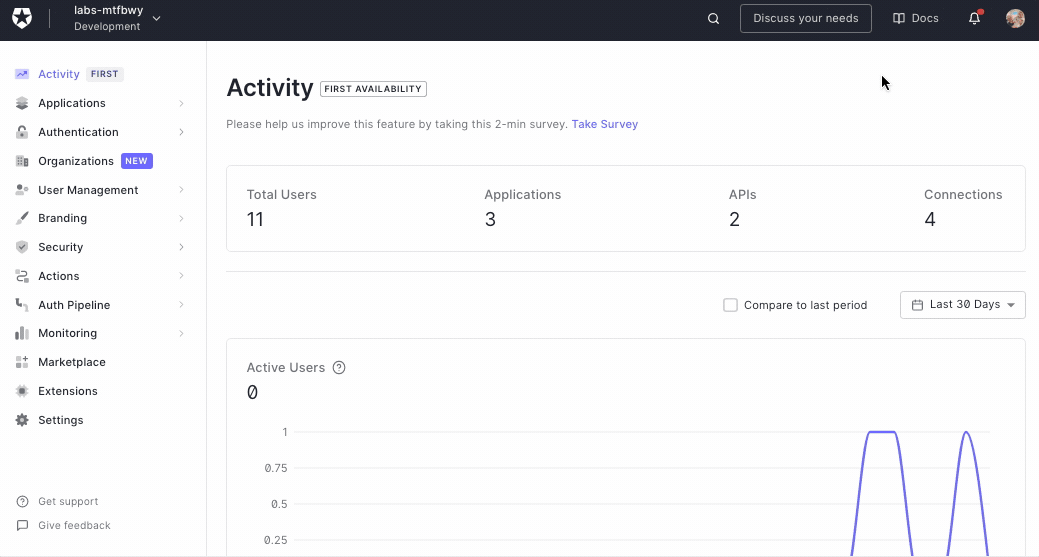 labs-mtfbwy
Development
Discuss your needs
Docs
Activity FIRST
Applications
Authentication
Organizations NEW
User Management
Branding
Security
Actions
Auth Pipeline
Monitoring
Marketplace
Extensions
Settings
Get support
Give feedback
Activity FIRST AVAILABILITY
Please help us improve this feature by taking this 2-min survey. Take Survey
Total Users
11
Applications
3
APIs
2
Connections
4
Compare to last period
Last 30 Days
Active Users
0
1
0.75
0.5
0.25